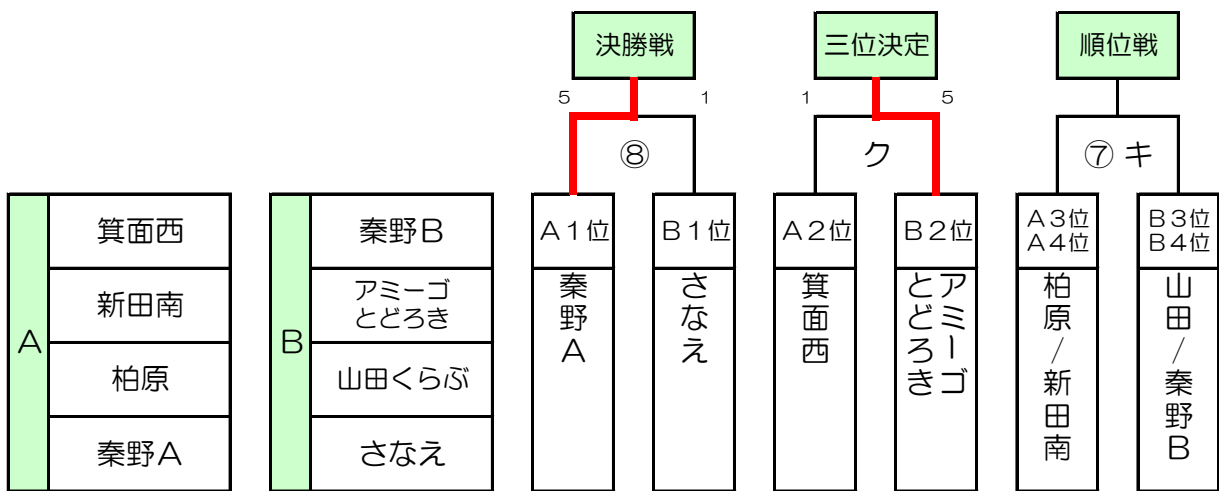 決勝戦
三位決定
順位戦
5
1
1
5
⑧
ク
⑦ キ
A
箕面西
新田南
柏原
秦野A
B
秦野B
アミーゴ
とどろき
山田くらぶ
さなえ
A1位
B1位
A2位
B2位
A3位
A4位
B3位
B4位
秦野A
さなえ
箕面西
アミーゴ
とどろき
柏原/新田南
山田/秦野B